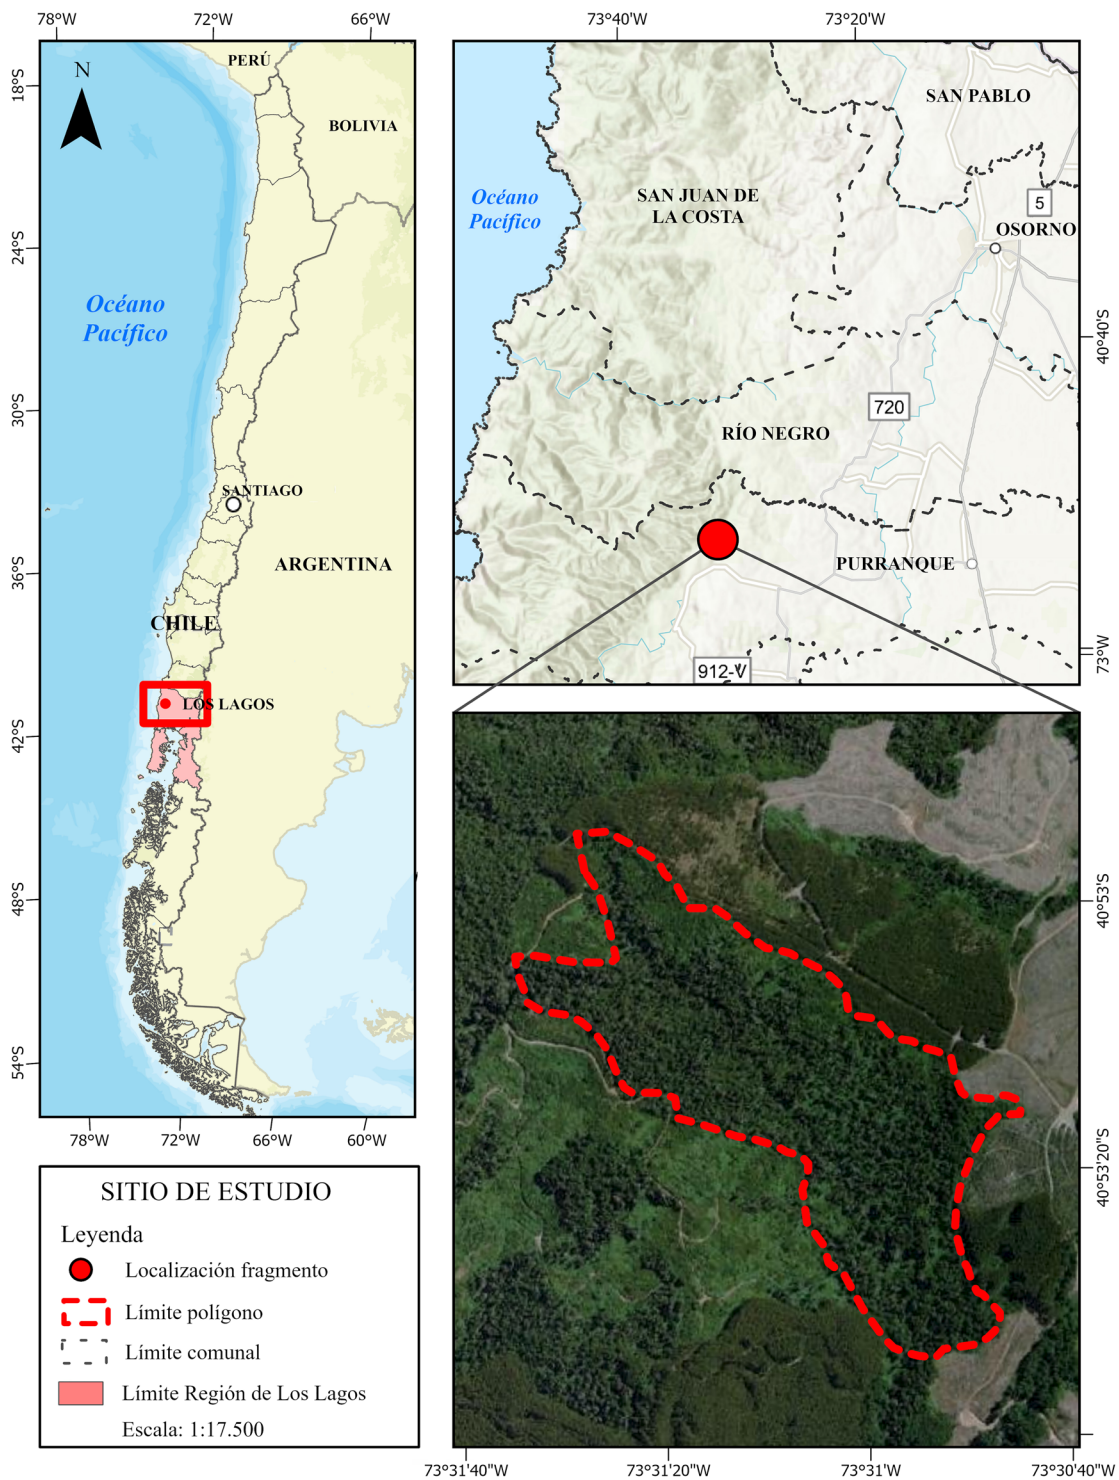 78°W
72°W
66°W
18°S
24°S
30°S
36°S
42°S
48°S
54°S
N
PERÚ
BOLIVIA
Océano
Pacífico
SANTIAGO
ARGENTINA
CHILE
LOS LAGOS
78°W
72°W
66°W
60°W
73°40'W
73°20'W
SAN PABLO
Océano
Pacífico
SAN JUAN DE
LA COSTA
5
OSORNO
40°40'S
720
RÍO NEGRO
PURRANQUE
912-V
73°W
40°53'S
40°53'20"S
73°31'40"W
73°31'20"W
73°31'W
73°30'40"W
SITIO DE ESTUDIO
Leyenda
Localización fragmento
Límite polígono
Límite comunal
Límite Región de Los Lagos
Escala: 1:17.500